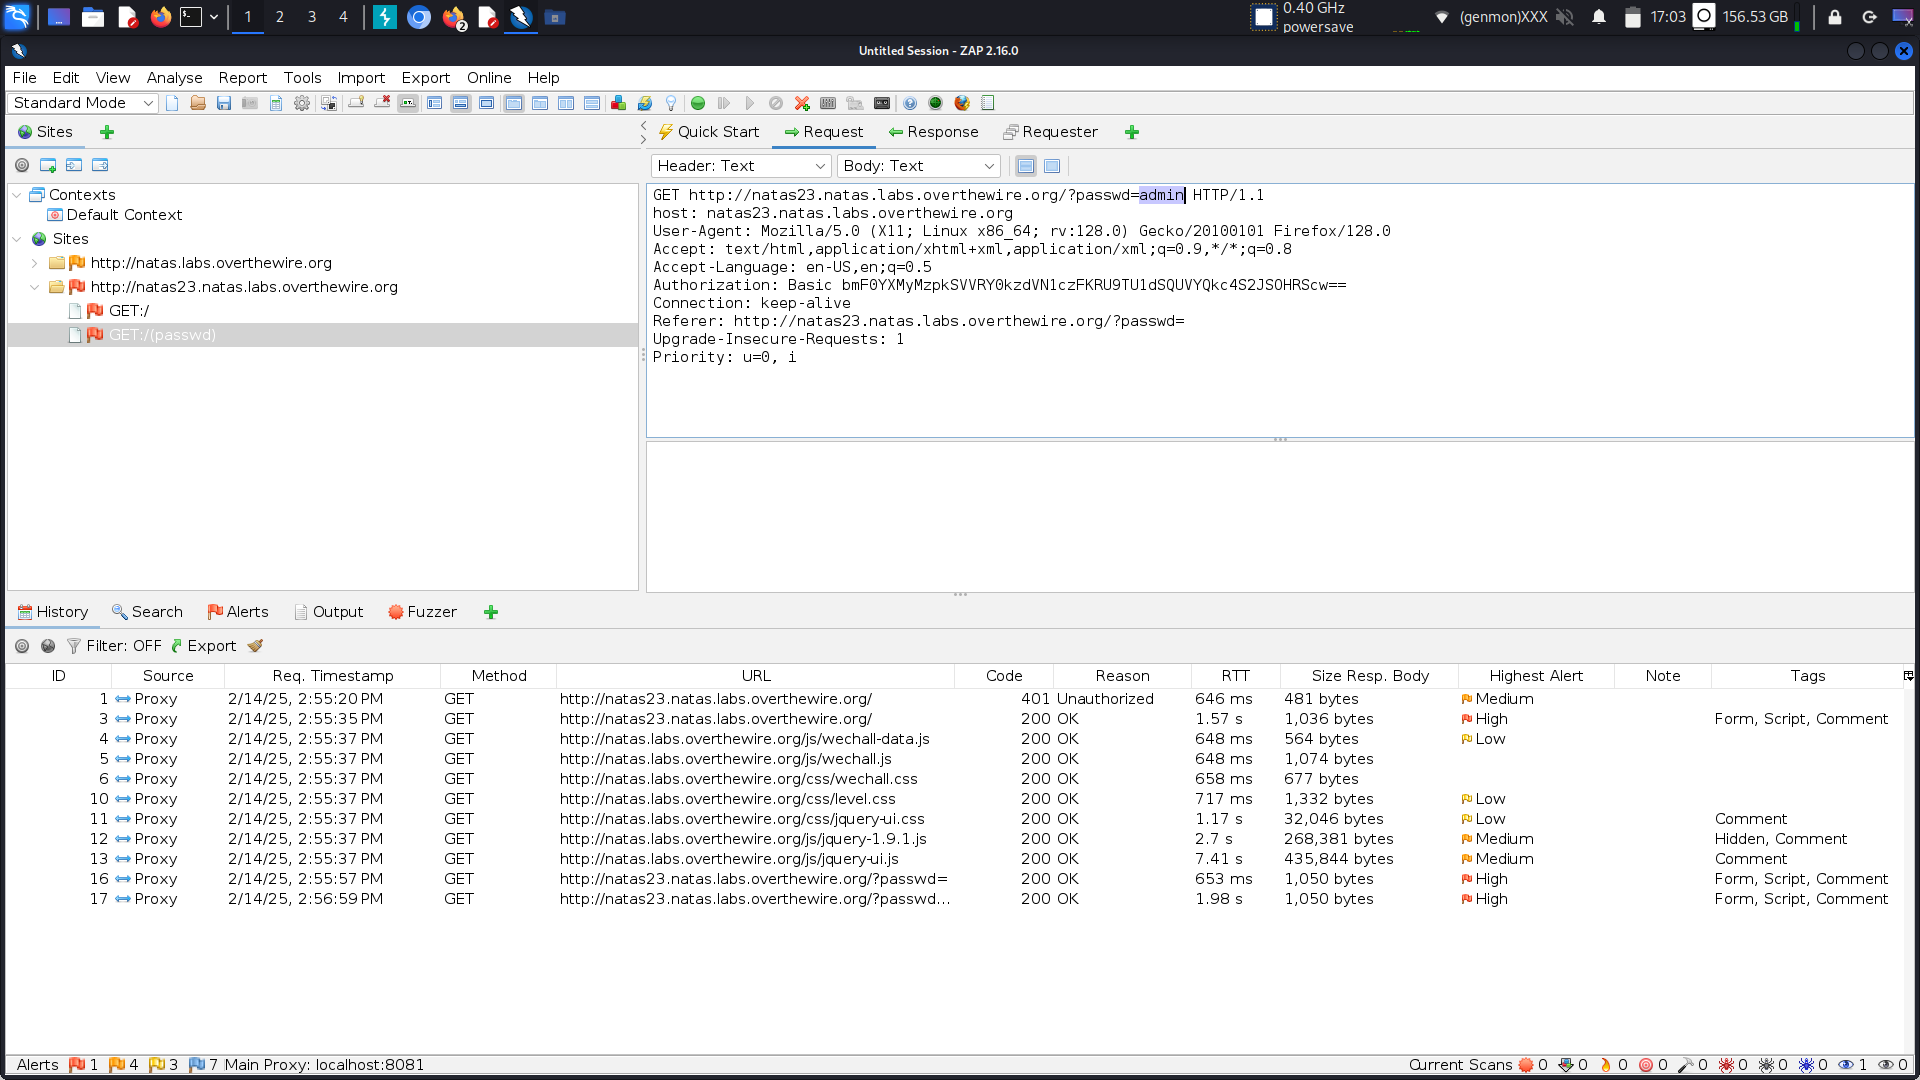 1 2 3 4 2 0.40 GHz powersave (genmon)XXX 17:03 156.53 GB
Untitled Session - ZAP 2.16.0
File Edit View Analyse Report Tools Import Export Online Help
Standard Mode
Sites
Quick Start Request Response Requester
Header: Text Body: Text
Contexts
Default Context
Sites
http://natas.labs.overthewire.org
http://natas23.natas.labs.overthewire.org
GET:/
GET:/(passwd)
GET http://natas23.natas.labs.overthewire.org/?passwd=admin HTTP/1.1
host: natas23.natas.labs.overthewire.org
User-Agent: Mozilla/5.0 (X11; Linux x86_64; rv:128.0) Gecko/20100101 Firefox/128.0
Accept: text/html,application/xhtml+xml,application/xml;q=0.9,*/*;q=0.8
Accept-Language: en-US,en;q=0.5
Authorization: Basic bmF0YXMyMzpkSVVRY0kzdVN1czFKRU9TU1dSQUVYQkc4S2JSOHRScw==
Connection: keep-alive
Referer: http://natas23.natas.labs.overthewire.org/?passwd=
Upgrade-Insecure-Requests: 1
Priority: u=0, i
History Search Alerts Output Fuzzer
Filter: OFF Export
ID Source Req. Timestamp Method URL Code Reason RTT Size Resp. Body Highest Alert Note Tags
1 Proxy 2/14/25, 2:55:20 PM GET http://natas23.natas.labs.overthewire.org/ 401 Unauthorized 646 ms 481 bytes Medium
3 Proxy 2/14/25, 2:55:35 PM GET http://natas23.natas.labs.overthewire.org/ 200 OK 1.57 s 1,036 bytes High Form, Script, Comment
4 Proxy 2/14/25, 2:55:37 PM GET http://natas.labs.overthewire.org/js/wechall-data.js 200 OK 648 ms 564 bytes Low
5 Proxy 2/14/25, 2:55:37 PM GET http://natas.labs.overthewire.org/js/wechall.js 200 OK 648 ms 1,074 bytes
6 Proxy 2/14/25, 2:55:37 PM GET http://natas.labs.overthewire.org/css/wechall.css 200 OK 658 ms 677 bytes
10 Proxy 2/14/25, 2:55:37 PM GET http://natas.labs.overthewire.org/css/level.css 200 OK 717 ms 1,332 bytes Low
11 Proxy 2/14/25, 2:55:37 PM GET http://natas.labs.overthewire.org/css/jquery-ui.css 200 OK 1.17 s 32,046 bytes Low Comment
12 Proxy 2/14/25, 2:55:37 PM GET http://natas.labs.overthewire.org/js/jquery-1.9.1.js 200 OK 2.7 s 268,381 bytes Medium Hidden, Comment
13 Proxy 2/14/25, 2:55:37 PM GET http://natas.labs.overthewire.org/js/jquery-ui.js 200 OK 7.41 s 435,844 bytes Medium Comment
16 Proxy 2/14/25, 2:55:57 PM GET http://natas23.natas.labs.overthewire.org/?passwd= 200 OK 653 ms 1,050 bytes High Form, Script, Comment
17 Proxy 2/14/25, 2:56:59 PM GET http://natas23.natas.labs.overthewire.org/?passwd... 200 OK 1.98 s 1,050 bytes High Form, Script, Comment
Alerts 1 4 3 7 Main Proxy: localhost:8081 Current Scans 0 0 0 0 0 0 0 0 1 0